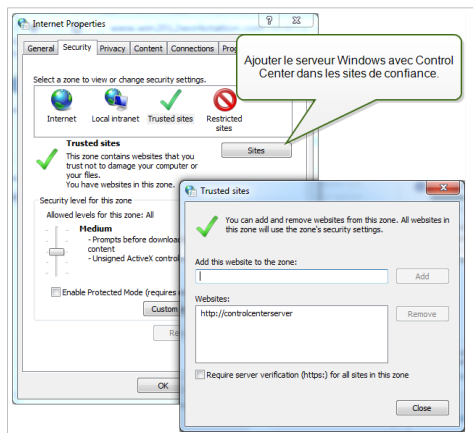 Internet Properties
General Security Privacy Content Connections
Ajouter le serveur Windows avec Control
Center dans les sites de confiance.
Select a zone to view or change security settings.
Internet Local intranet Trusted sites Restricted
sites
Trusted sites
This zone contains websites that you
trust not to damage your computer or
your files.
You have websites in this zone.
Sites
Security level for this zone
Allowed levels for this zone: All
Medium
- Prompts before
content
- Unsigned ActiveX
Enable Protected Mode (requires
Custom
OK
Trusted sites
You can add and remove websites from this zone. All websites in
this zone will use the zone's security settings.
Add this website to the zone:
Add
Websites:
http://controlcenterserver
Remove
Require server verification (https:) for all sites in this
zone
Close